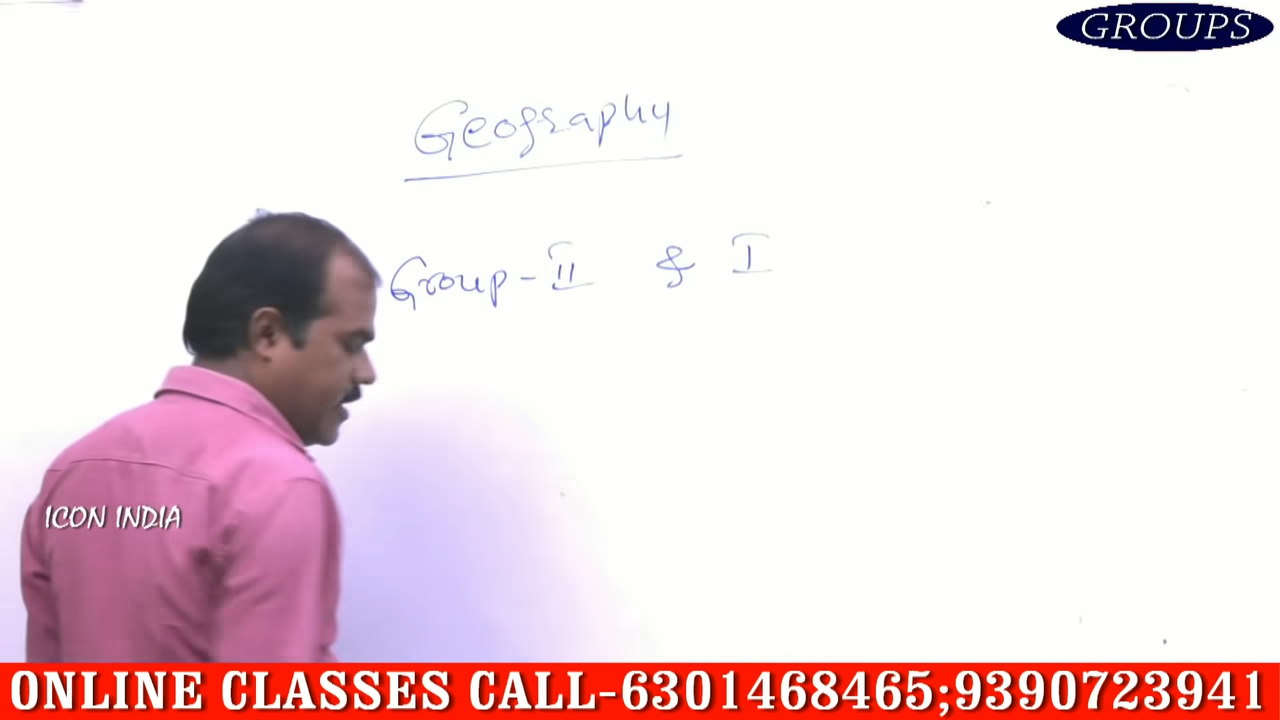 GROUPS
Geography
Group-II & I
ICON INDIA
ONLINE CLASSES CALL-6301468465;9390723941